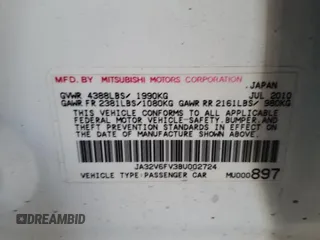 MFD. BY MITSUBISHI MOTORS CORPORATION
JAPAN
GVWR 4388LBS/ 1990KG JUL 2010
GAWR FR 2381LBS/1080KG GAWR RR 2161LBS/ 980KG
THIS VEHICLE CONFORMS TO ALL APPLICABLE
FEDERAL MOTOR VEHICLE-SAFETY, BUMPER, AND
THEFT PREVENTION STANDARDS IN EFFECT ON
THE DATE OF MANUFACTURE SHOWN ABOVE.
JA32V6FV3BU002724
VEHICLE TYPE:PASSENGER CAR MU000897
DREAMBID